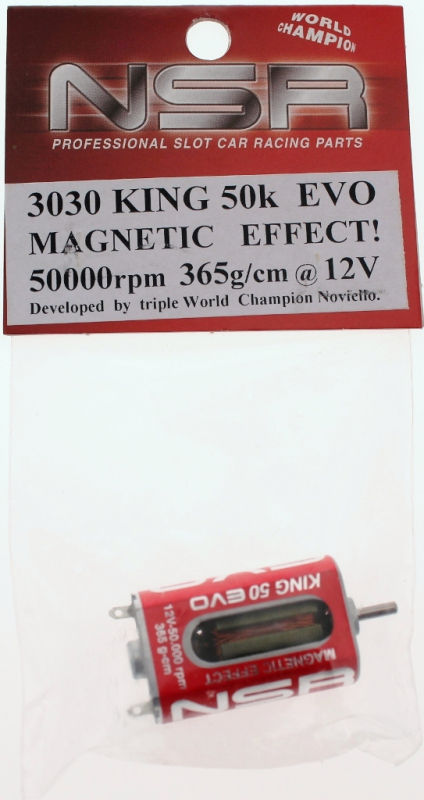 WORLD
CHAMPION
NSR
PROFESSIONAL SLOT CAR RACING PARTS
3030 KING 50k EVO
MAGNETIC EFFECT!
50000rpm 365g/cm @ 12V
Developed by triple World Champion Noviello.
KING 50 EVO
12V-50.000 rpm
365 g-cm
MAGNETIC EFFECT
NSR